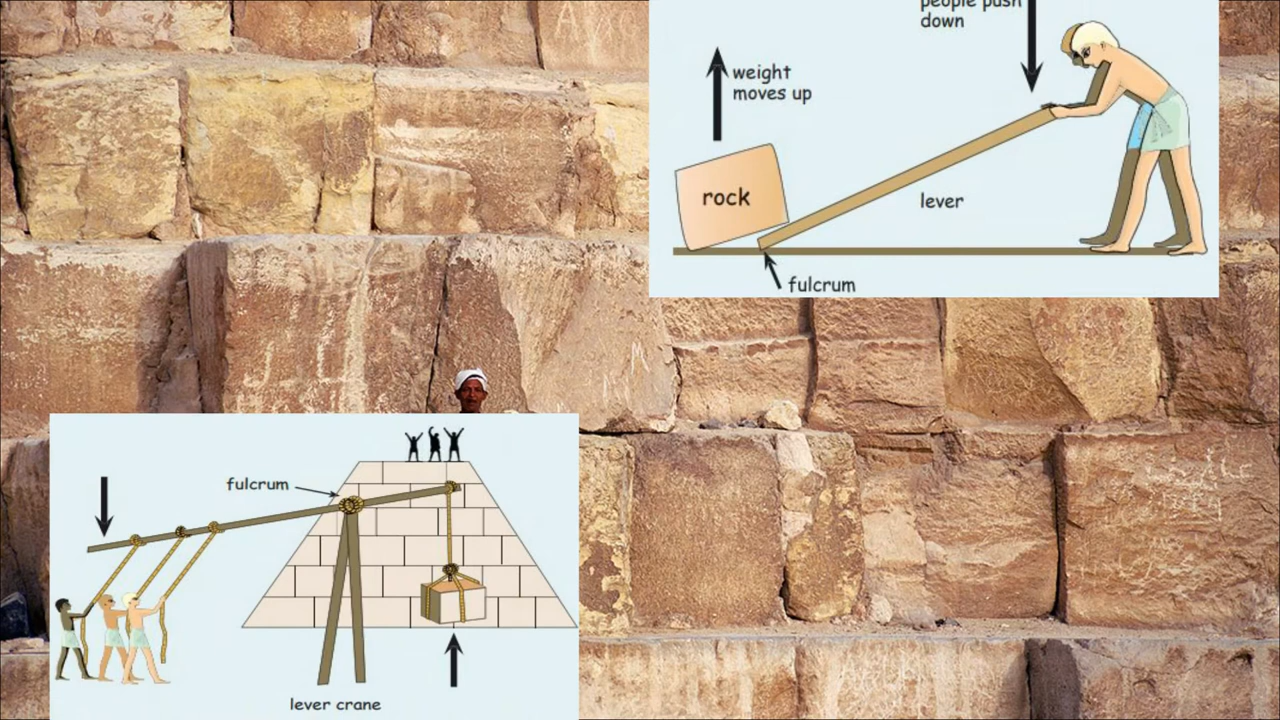 people push
down
weight
moves up
rock
lever
fulcrum
fulcrum
lever crane